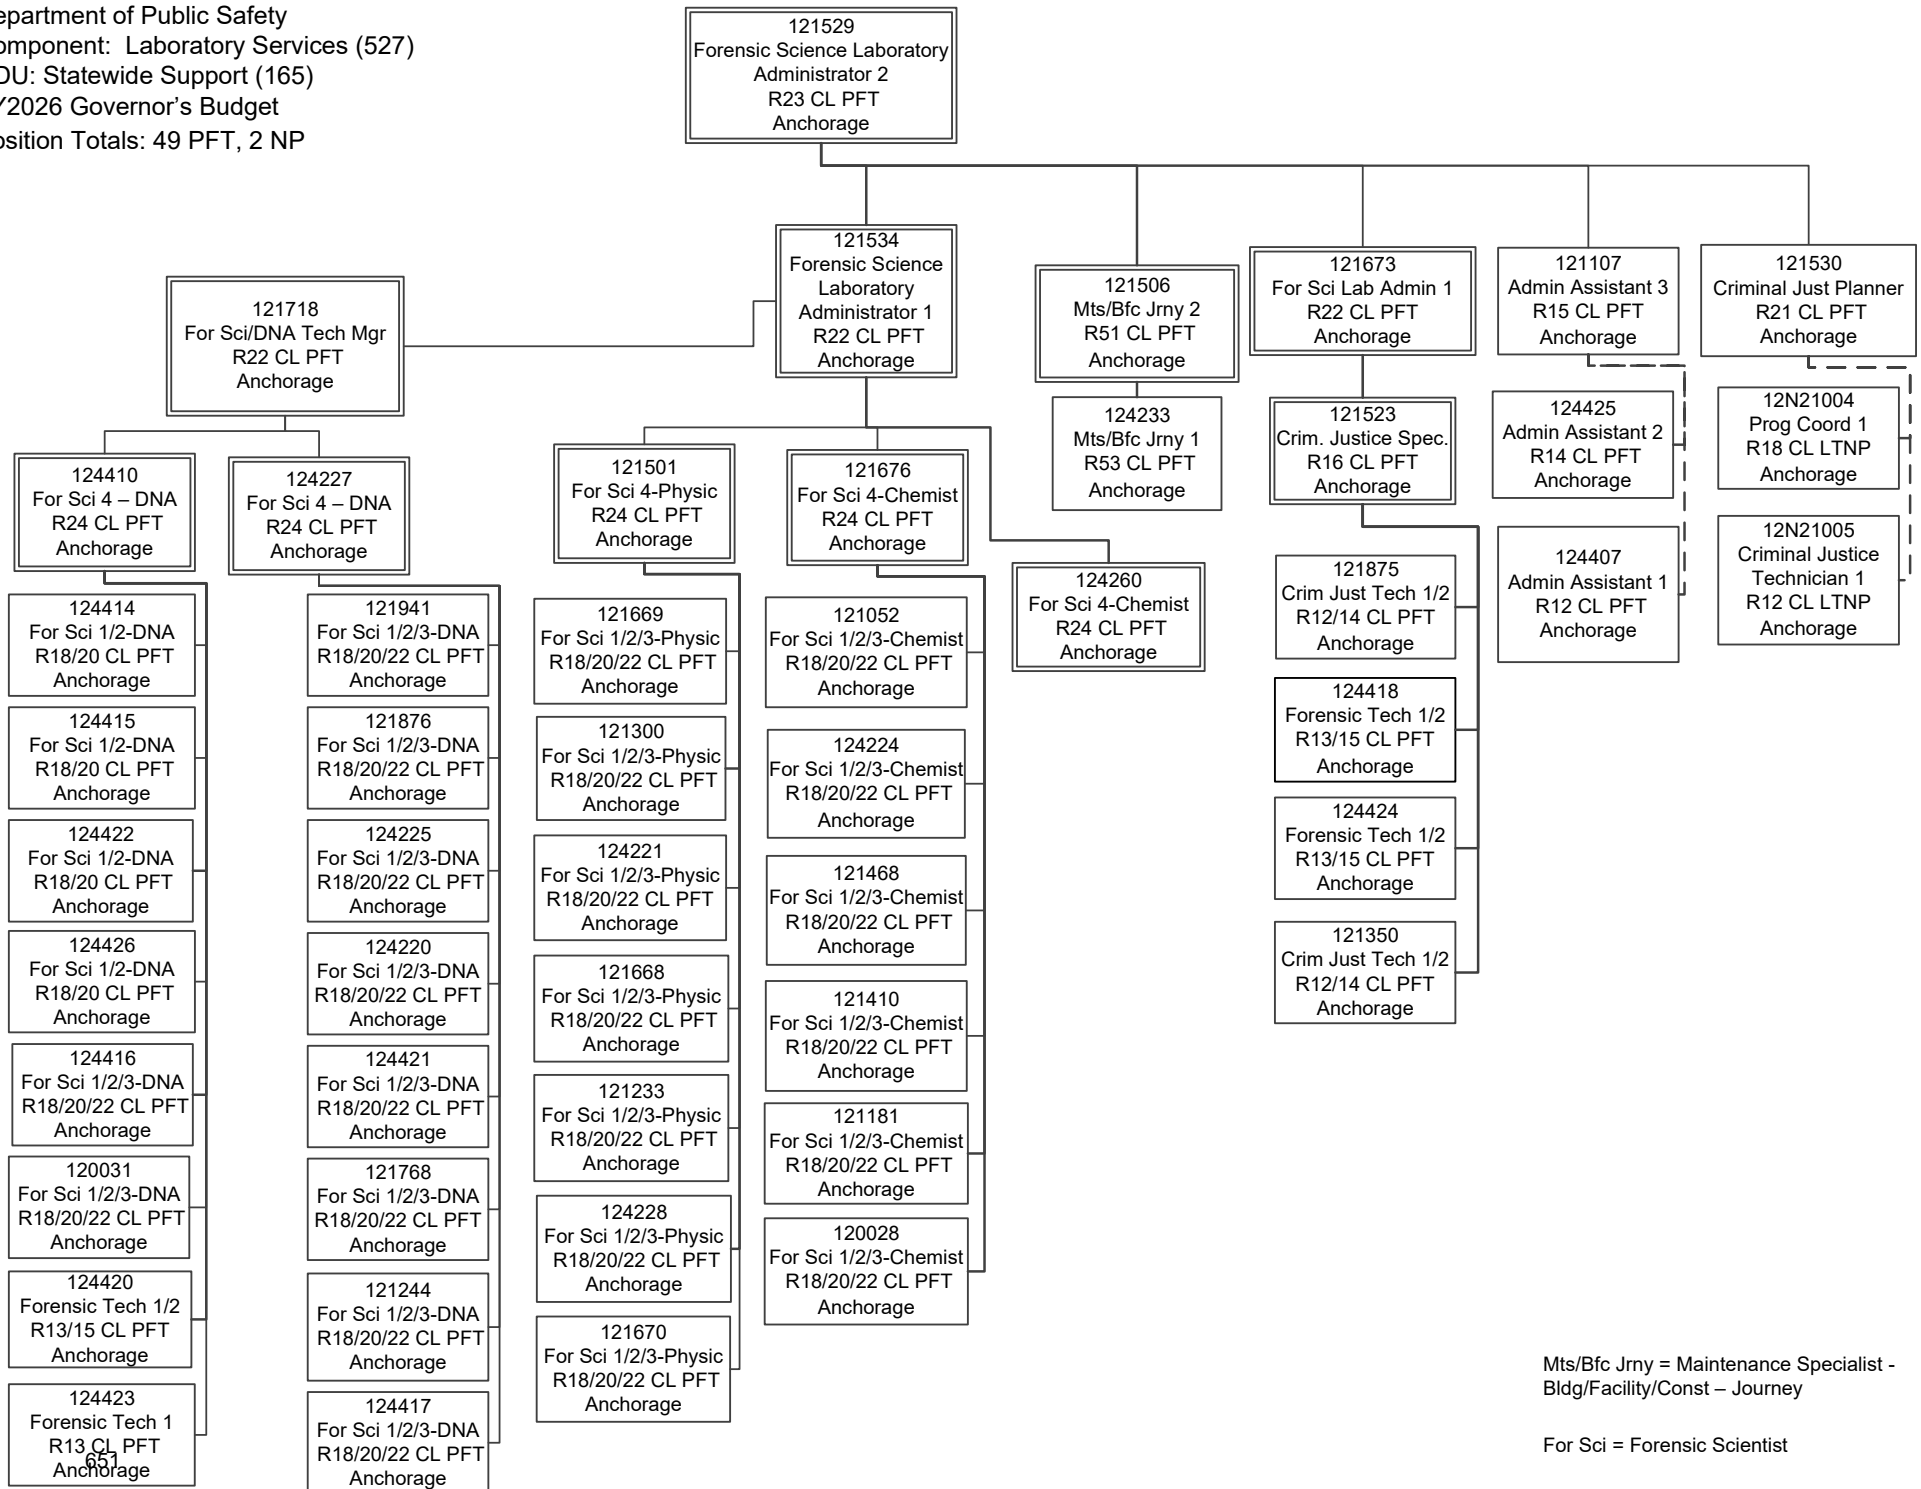 epartment of Public Safety
omponent:  Laboratory Services (527)
DU: Statewide Support (165)
Y2026 Governor's Budget
osition Totals: 49 PFT, 2 NP
121529
Forensic Science Laboratory
Administrator 2
R23 CL PFT
Anchorage
121534
Forensic Science
Laboratory
Administrator 1
R22 CL PFT
Anchorage
121506
Mts/Bfc Jrny 2
R51 CL PFT
Anchorage
121673
For Sci Lab Admin 1
R22 CL PFT
Anchorage
121107
Admin Assistant 3
R15 CL PFT
Anchorage
121530
Criminal Just Planner
R21 CL PFT
Anchorage
121718
For Sci/DNA Tech Mgr
R22 CL PFT
Anchorage
124233
Mts/Bfc Jrny 1
R53 CL PFT
Anchorage
121523
Crim. Justice Spec.
R16 CL PFT
Anchorage
124425
Admin Assistant 2
R14 CL PFT
Anchorage
12N21004
Prog Coord 1
R18 CL LTNP
Anchorage
124410
For Sci 4 – DNA
R24 CL PFT
Anchorage
124227
For Sci 4 – DNA
R24 CL PFT
Anchorage
121501
For Sci 4-Physic
R24 CL PFT
Anchorage
121676
For Sci 4-Chemist
R24 CL PFT
Anchorage
124260
For Sci 4-Chemist
R24 CL PFT
Anchorage
124407
Admin Assistant 1
R12 CL PFT
Anchorage
12N21005
Criminal Justice
Technician 1
R12 CL LTNP
Anchorage
124414
For Sci 1/2-DNA
R18/20 CL PFT
Anchorage
124415
For Sci 1/2-DNA
R18/20 CL PFT
Anchorage
124422
For Sci 1/2-DNA
R18/20 CL PFT
Anchorage
124426
For Sci 1/2-DNA
R18/20 CL PFT
Anchorage
124416
For Sci 1/2/3-DNA
R18/20/22 CL PFT
Anchorage
120031
For Sci 1/2/3-DNA
R18/20/22 CL PFT
Anchorage
124420
Forensic Tech 1/2
R13/15 CL PFT
Anchorage
124423
Forensic Tech 1
R13 CL PFT
Anchorage
651
121941
For Sci 1/2/3-DNA
R18/20/22 CL PFT
Anchorage
121876
For Sci 1/2/3-DNA
R18/20/22 CL PFT
Anchorage
124225
For Sci 1/2/3-DNA
R18/20/22 CL PFT
Anchorage
124220
For Sci 1/2/3-DNA
R18/20/22 CL PFT
Anchorage
124421
For Sci 1/2/3-DNA
R18/20/22 CL PFT
Anchorage
121768
For Sci 1/2/3-DNA
R18/20/22 CL PFT
Anchorage
121244
For Sci 1/2/3-DNA
R18/20/22 CL PFT
Anchorage
124417
For Sci 1/2/3-DNA
R18/20/22 CL PFT
Anchorage
121669
For Sci 1/2/3-Physic
R18/20/22 CL PFT
Anchorage
121300
For Sci 1/2/3-Physic
R18/20/22 CL PFT
Anchorage
124221
For Sci 1/2/3-Physic
R18/20/22 CL PFT
Anchorage
121668
For Sci 1/2/3-Physic
R18/20/22 CL PFT
Anchorage
121233
For Sci 1/2/3-Physic
R18/20/22 CL PFT
Anchorage
124228
For Sci 1/2/3-Physic
R18/20/22 CL PFT
Anchorage
121670
For Sci 1/2/3-Physic
R18/20/22 CL PFT
Anchorage
121052
For Sci 1/2/3-Chemist
R18/20/22 CL PFT
Anchorage
124224
For Sci 1/2/3-Chemist
R18/20/22 CL PFT
Anchorage
121468
For Sci 1/2/3-Chemist
R18/20/22 CL PFT
Anchorage
121410
For Sci 1/2/3-Chemist
R18/20/22 CL PFT
Anchorage
121181
For Sci 1/2/3-Chemist
R18/20/22 CL PFT
Anchorage
120028
For Sci 1/2/3-Chemist
R18/20/22 CL PFT
Anchorage
121875
Crim Just Tech 1/2
R12/14 CL PFT
Anchorage
124418
Forensic Tech 1/2
R13/15 CL PFT
Anchorage
124424
Forensic Tech 1/2
R13/15 CL PFT
Anchorage
121350
Crim Just Tech 1/2
R12/14 CL PFT
Anchorage
Mts/Bfc Jrny = Maintenance Specialist -
Bldg/Facility/Const – Journey
For Sci = Forensic Scientist